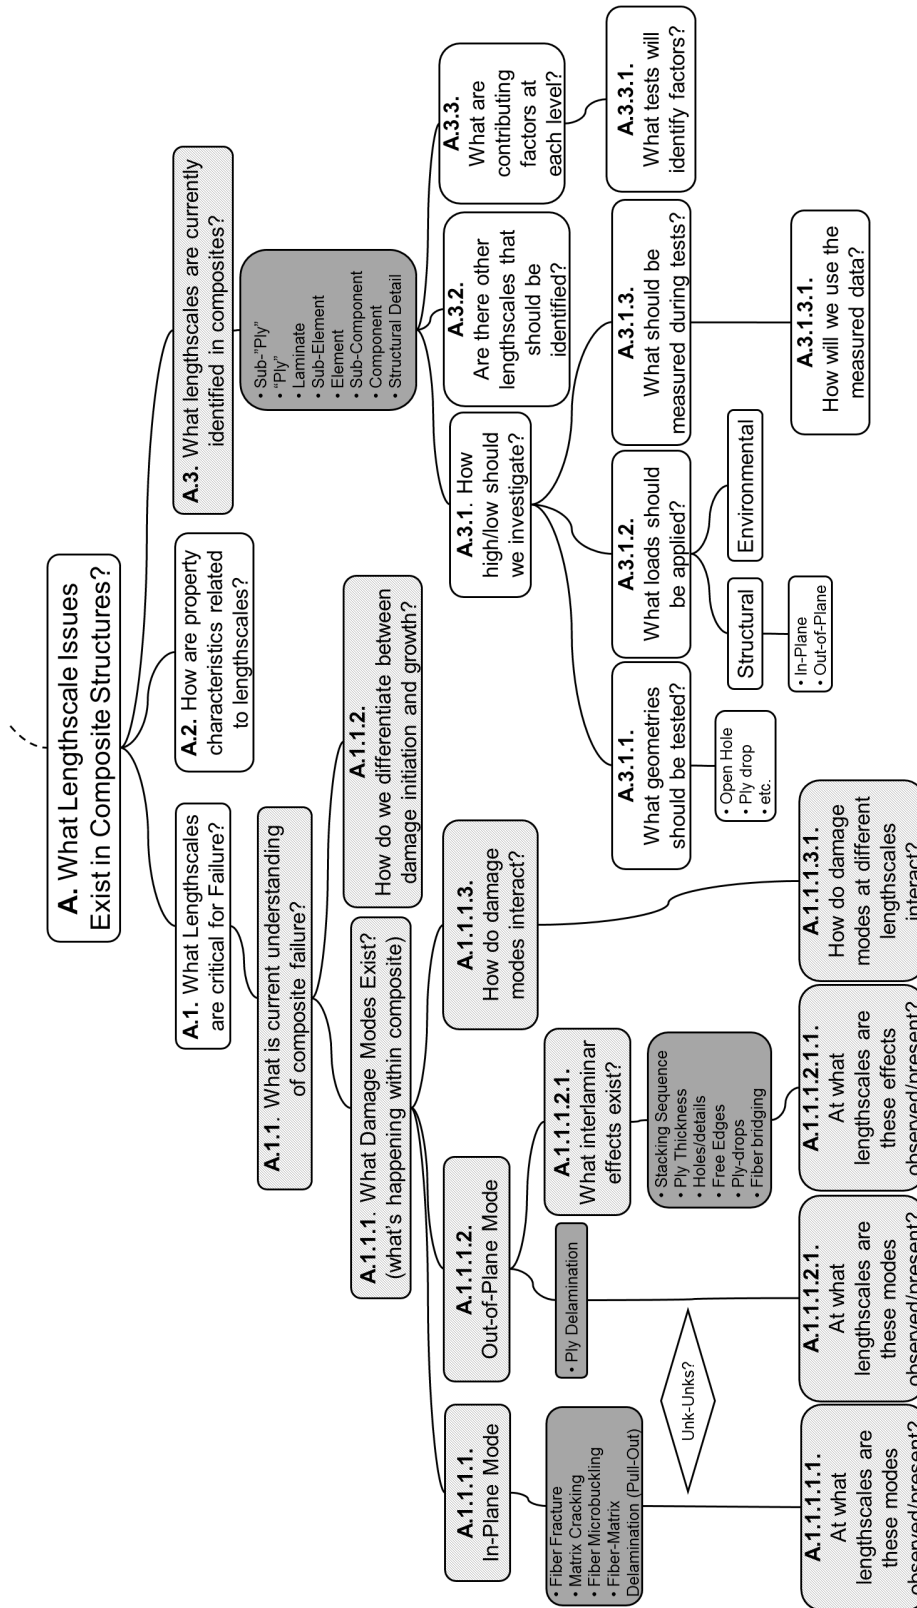 A. What Lengthscale Issues
Exist in Composite Structures?
A.1. What Lengthscales
are critical for Failure?
A.2. How are property
characteristics related
to lengthscales?
A.3. What lengthscales are currently
identified in composites?
A.1.1. What is current understanding
of composite failure?
• Sub-"Ply"
• "Ply"
• Laminate
• Sub-Element
• Element
• Sub-Component
• Component
• Structural Detail
A.1.1.1. What Damage Modes Exist?
(what's happening within composite)
A.1.1.2.
How do we differentiate between
damage initiation and growth?
A.3.1. How
high/low should
we investigate?
A.3.2.
Are there other
lengthscales that
should be
identified?
A.3.3.
What are
contributing
factors at
each level?
A.1.1.1.1.
In-Plane Mode
A.1.1.1.2.
Out-of-Plane Mode
A.1.1.1.3.
How do damage
modes interact?
A.3.1.1.
What geometries
should be tested?
A.3.1.2.
What loads should
be applied?
A.3.1.3.
What should be
measured during tests?
A.3.3.1.
What tests will
identify factors?
• Fiber Fracture
• Matrix Cracking
• Fiber Microbuckling
• Fiber-Matrix
Delamination (Pull-Out)
• Ply Delamination
A.1.1.1.2.1.
What interlaminar
effects exist?
• Stacking Sequence
• Ply Thickness
• Holes/details
• Free Edges
• Ply-drops
• Fiber bridging
Unk-Unks?
• Open Hole
• Ply drop
• etc.
Structural
Environmental
• In-Plane
• Out-of-Plane
A.3.1.3.1.
How will we use the
measured data?
A.1.1.1.1.1.
At what
lengthscales are
these modes
observed/present?
A.1.1.1.2.1.
At what
lengthscales are
these modes
observed/present?
A.1.1.1.2.1.1.
At what
lengthscales are
these effects
observed/present?
A.1.1.1.3.1.
How do damage
modes at different
lengthscales
interact?